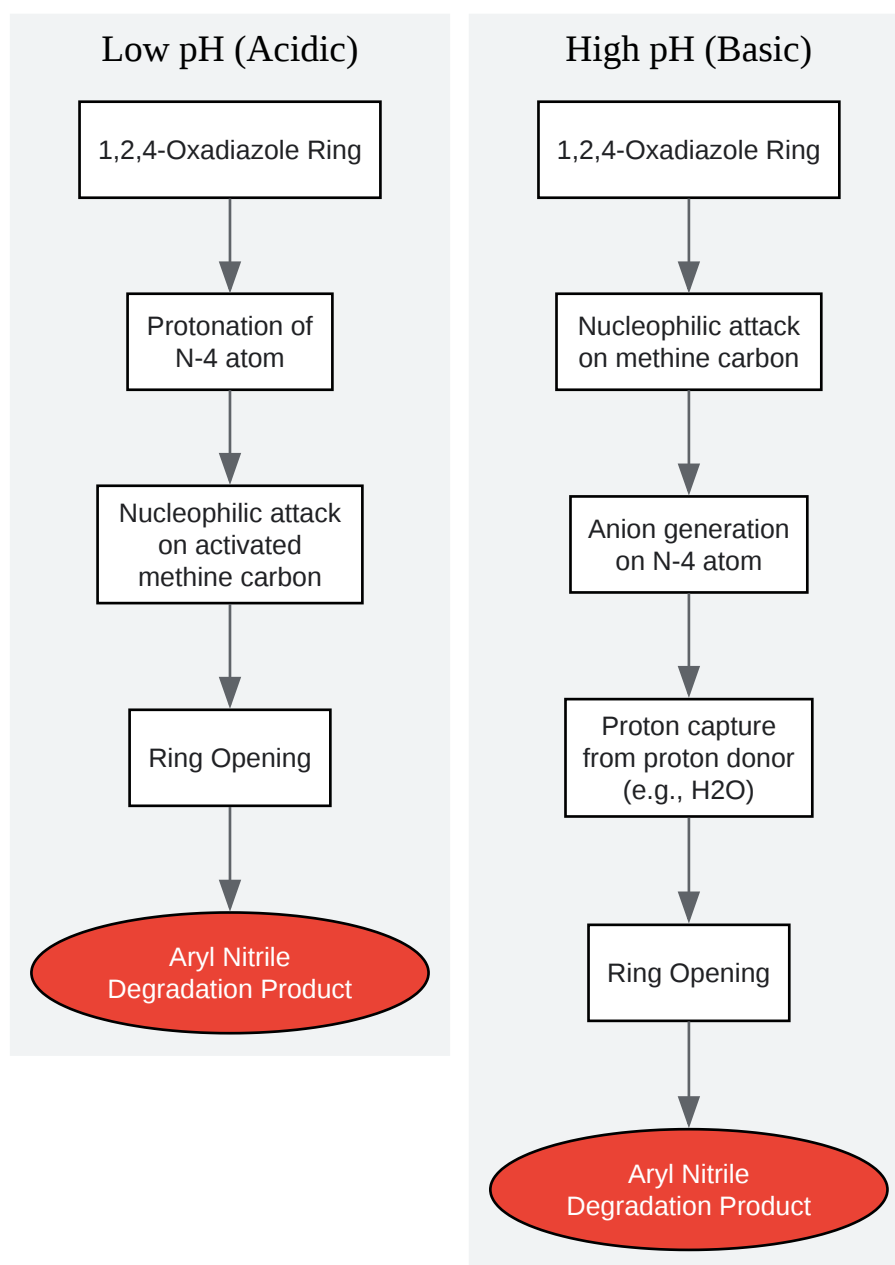 Low pH (Acidic)
1,2,4-Oxadiazole Ring
Protonation of
N-4 atom
Nucleophilic attack
on activated
methine carbon
Ring Opening
Aryl Nitrile
Degradation Product
High pH (Basic)
1,2,4-Oxadiazole Ring
Nucleophilic attack
on methine carbon
Anion generation
on N-4 atom
Proton capture
from proton donor
(e.g., H2O)
Ring Opening
Aryl Nitrile
Degradation Product